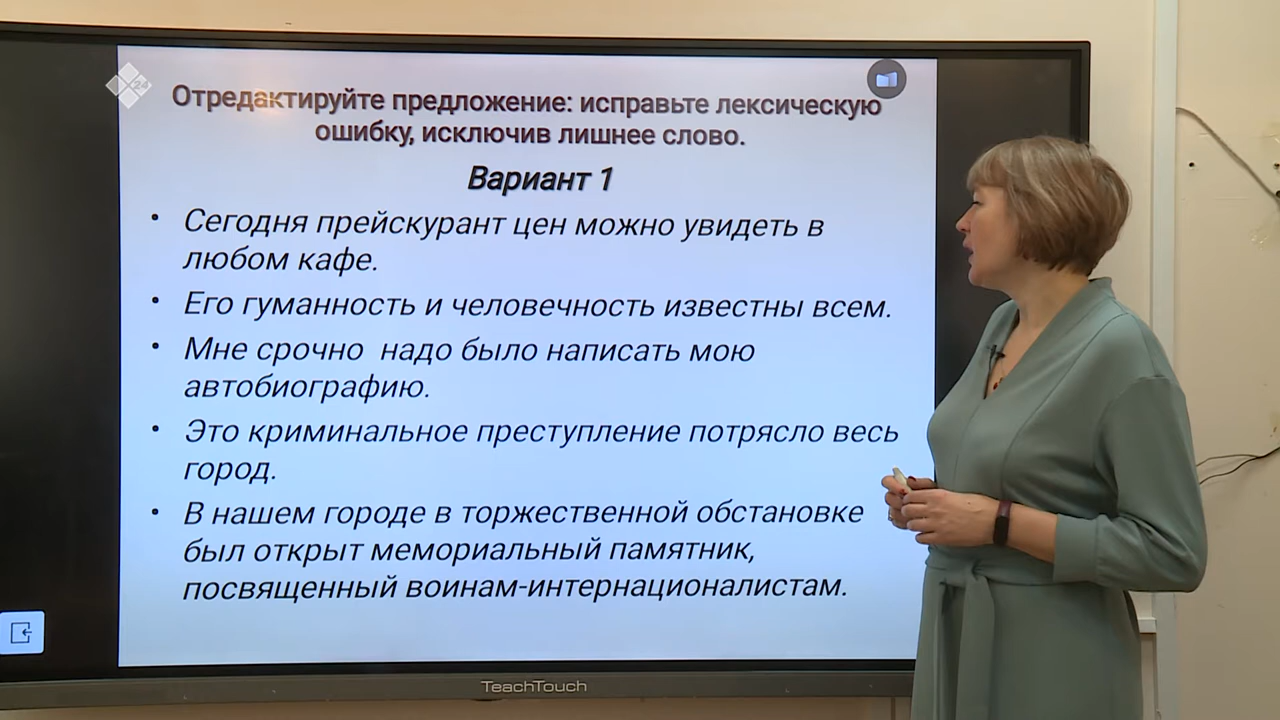 24
Отредактируйте предложение: исправьте лексическую
ошибку, исключив лишнее слово.
Вариант 1
• Сегодня прейскурант цен можно увидеть в
любом кафе.
• Его гуманность и человечность известны всем.
• Мне срочно надо было написать мою
автобиографию.
• Это криминальное преступление потрясло весь
город.
• В нашем городе в торжественной обстановке
был открыт мемориальный памятник,
посвященный воинам-интернационалистам.
TeachTouch